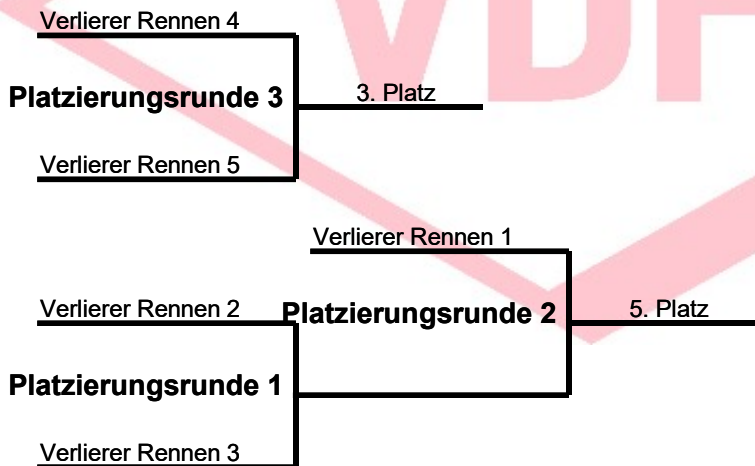 VDH
Verlierer Rennen 4
Platzierungsrunde 3
3. Platz
Verlierer Rennen 5
Verlierer Rennen 1
Verlierer Rennen 2
Platzierungsrunde 2
5. Platz
Platzierungsrunde 1
Verlierer Rennen 3